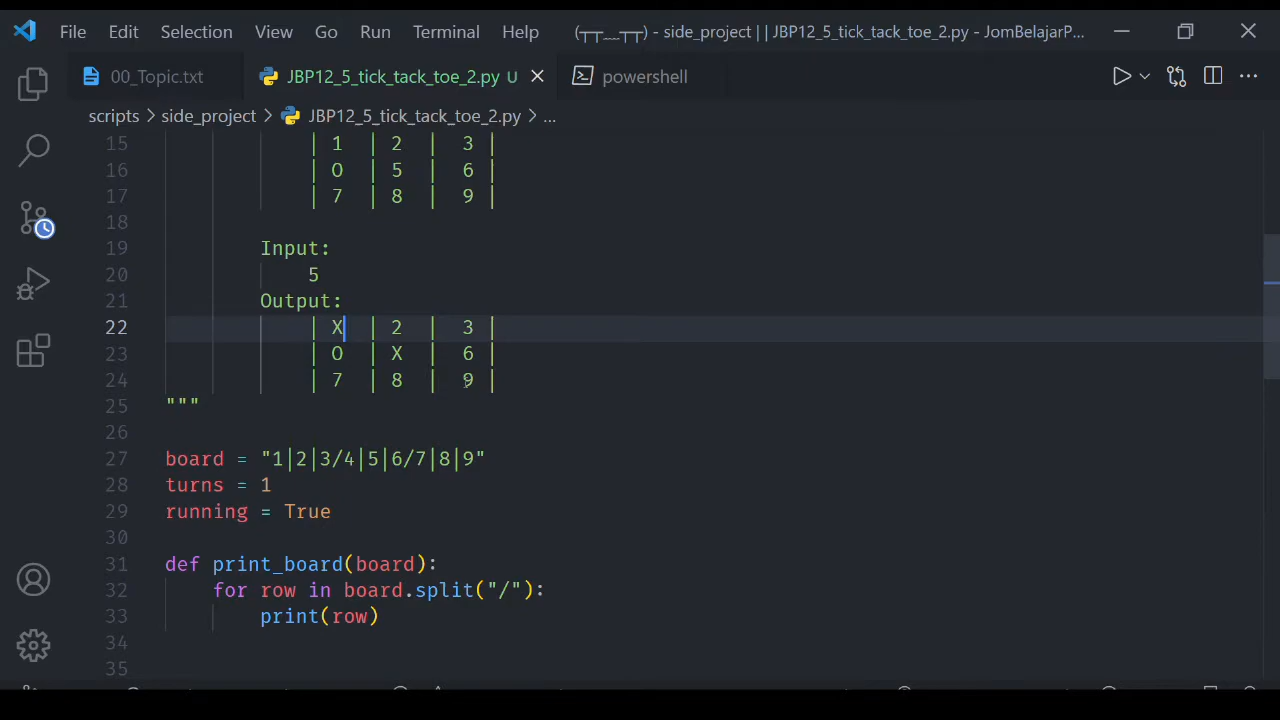 File Edit Selection View Go Run Terminal Help (┬┬﹏┬┬) - side_project | | JBP12_5_tick_tack_toe_2.py - JomBelajarP...
00_Topic.txt JBP12_5_tick_tack_toe_2.py U powershell
scripts > side_project > JBP12_5_tick_tack_toe_2.py > ...
15 | 1 | 2 | 3 |
16 | O | 5 | 6 |
17 | 7 | 8 | 9 |
18
19 Input:
20 5
21 Output:
22 | X | 2 | 3 |
23 | O | X | 6 |
24 | 7 | 8 | 9 |
25 """
26
27 board = "1|2|3/4|5|6/7|8|9"
28 turns = 1
29 running = True
30
31 def print_board(board):
32 for row in board.split("/"):
33 print(row)
34
35